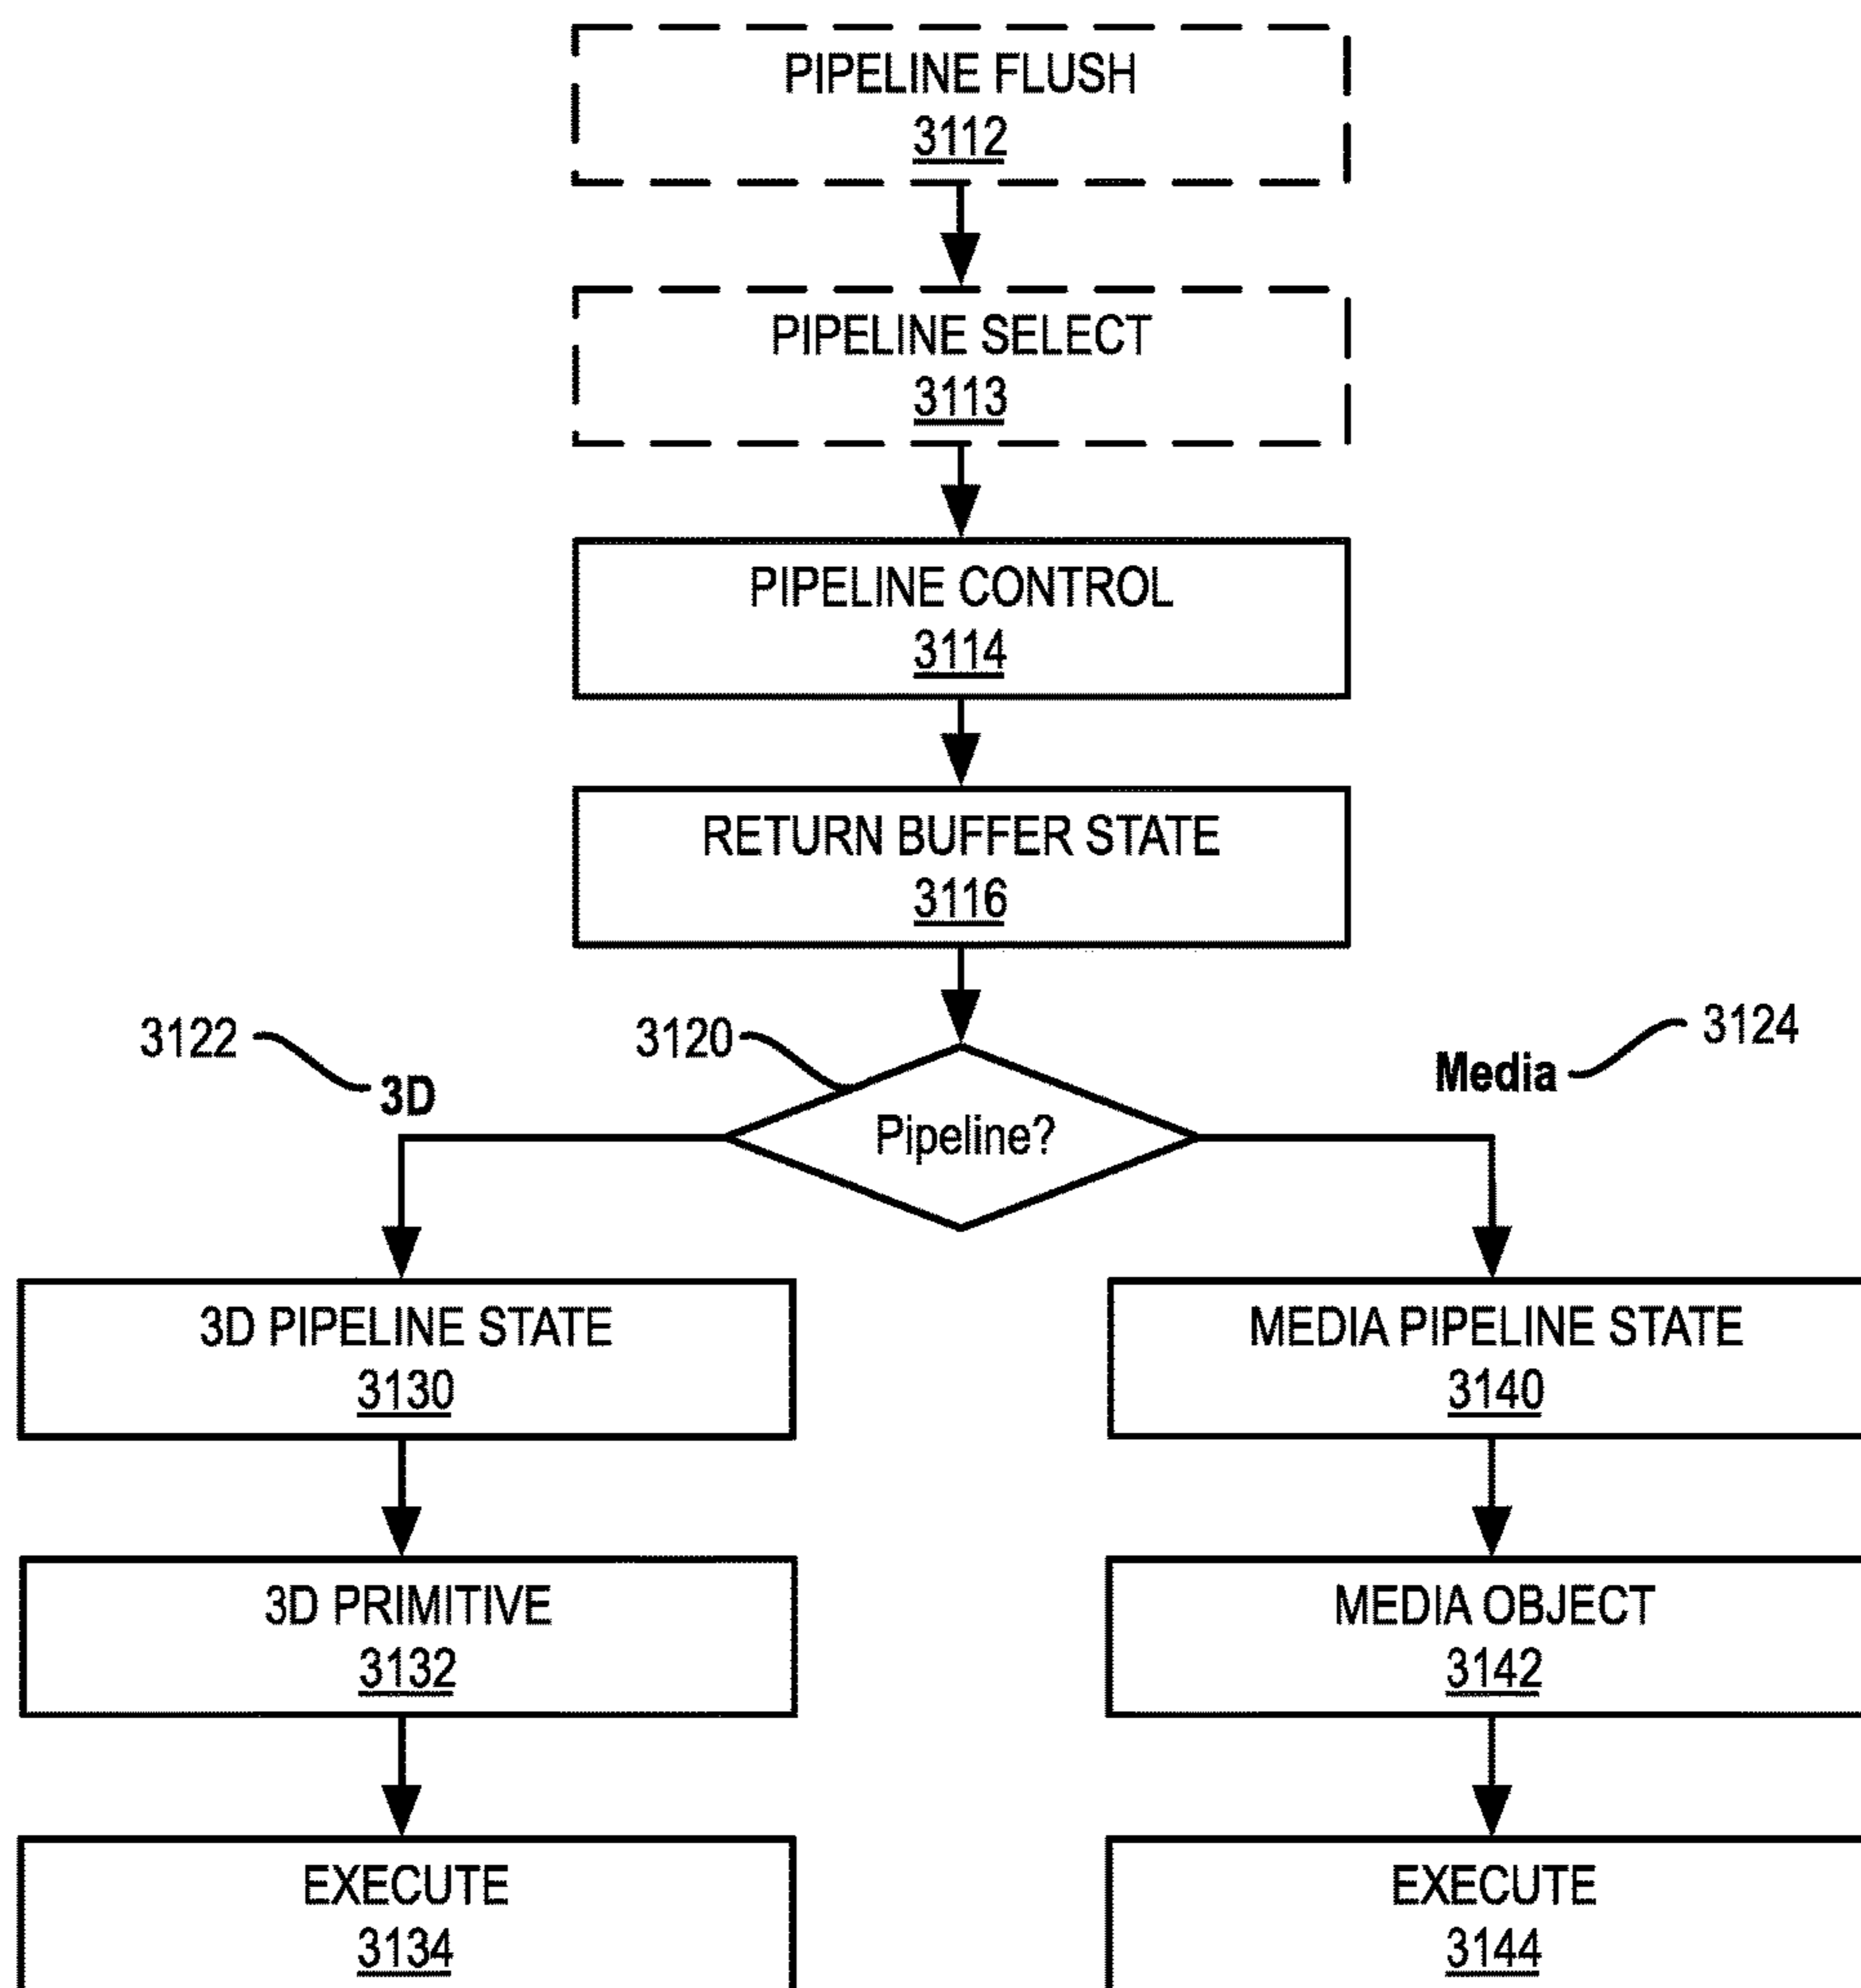 PIPELINE FLUSH
3112
PIPELINE SELECT
3113
PIPELINE CONTROL
3114
RETURN BUFFER STATE
3116
3122
3D
3120
Pipeline?
Media
3124
3D PIPELINE STATE
3130
MEDIA PIPELINE STATE
3140
3D PRIMITIVE
3132
MEDIA OBJECT
3142
EXECUTE
3134
EXECUTE
3144